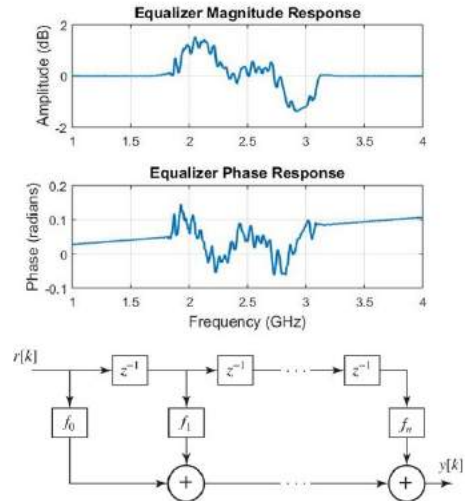 Equalizer Magnitude Response
Amplitude (dB)
2
0
-2
1 1.5 2 2.5 3 3.5 4
Equalizer Phase Response
Phase (radians)
0.2
0.1
0
-0.1
1 1.5 2 2.5 3 3.5 4
Frequency (GHz)
r[k]
z⁻¹ z⁻¹ · · · z⁻¹
f₀ f₁ fₙ
+ · · · + y[k]